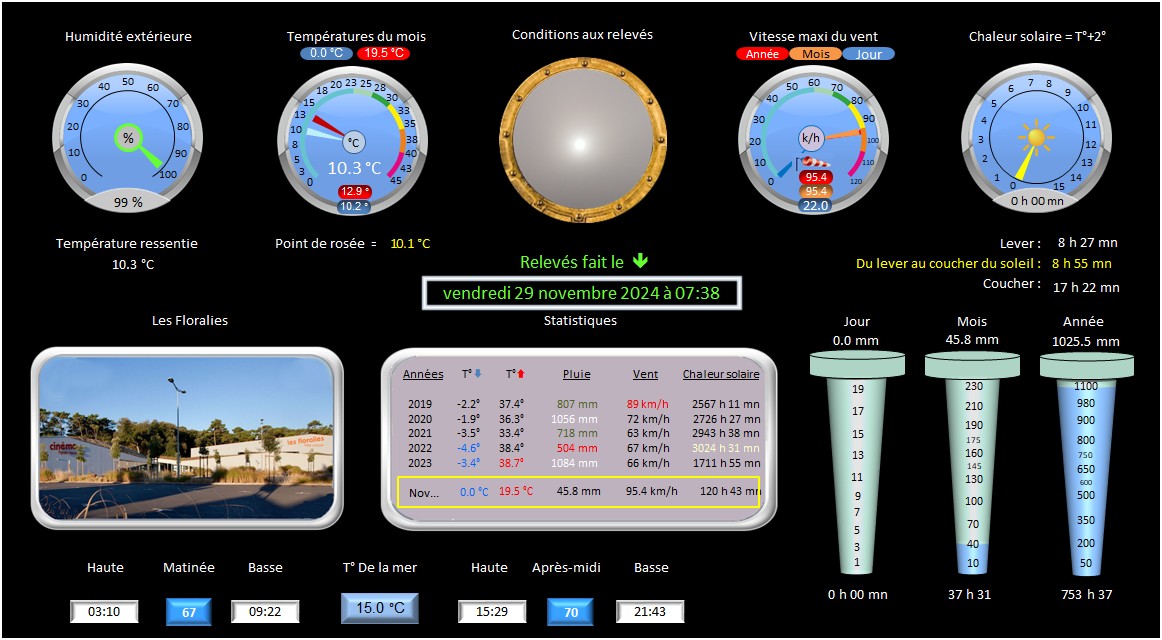 Humidité extérieure
Températures du mois
Conditions aux relevés
Vitesse maxi du vent
Chaleur solaire = T°+2°
0.0 °C 19.5 °C
Année Mois Jour
0 10 20 30 40 50 60 70 80 90 100
%
99 %
0 3 5 8 10 13 15 18 20 23 25 28 30 33 35 38 40 43 45
°C
10.3 °C
12.9 °
10.2 °
0 10 20 30 40 50 60 70 80 90 100 110 120
k/h
95.4
95.4
22.0
0 1 2 3 4 5 6 7 8 9 10 11 12 13 14 15
0 h 00 mn
Température ressentie
10.3 °C
Point de rosée = 10.1 °C
Relevés fait le
vendredi 29 novembre 2024 à 07:38
Lever : 8 h 27 mn
Du lever au coucher du soleil : 8 h 55 mn
Coucher : 17 h 22 mn
Les Floralies
cinéma
les floralies
Statistiques
Années T° T° Pluie Vent Chaleur solaire
2019 -2.2° 37.4° 807 mm 89 km/h 2567 h 11 mn
2020 -1.9° 36.3° 1056 mm 72 km/h 2726 h 27 mn
2021 -3.5° 33.4° 718 mm 63 km/h 2943 h 38 mn
2022 -4.6° 38.4° 504 mm 67 km/h 3024 h 31 mn
2023 -3.4° 38.7° 1084 mm 66 km/h 1711 h 55 mn
Nov... 0.0 °C 19.5 °C 45.8 mm 95.4 km/h 120 h 43 mn
Jour
0.0 mm
19
17
15
13
11
9
7
5
3
1
0 h 00 mn
Mois
45.8 mm
230
210
190
175
160
145
130
100
70
40
10
37 h 31
Année
1025.5 mm
1100
980
900
800
750
650
600
500
350
200
50
753 h 37
Haute Matinée Basse T° De la mer Haute Après-midi Basse
03:10 67 09:22 15.0 °C 15:29 70 21:43